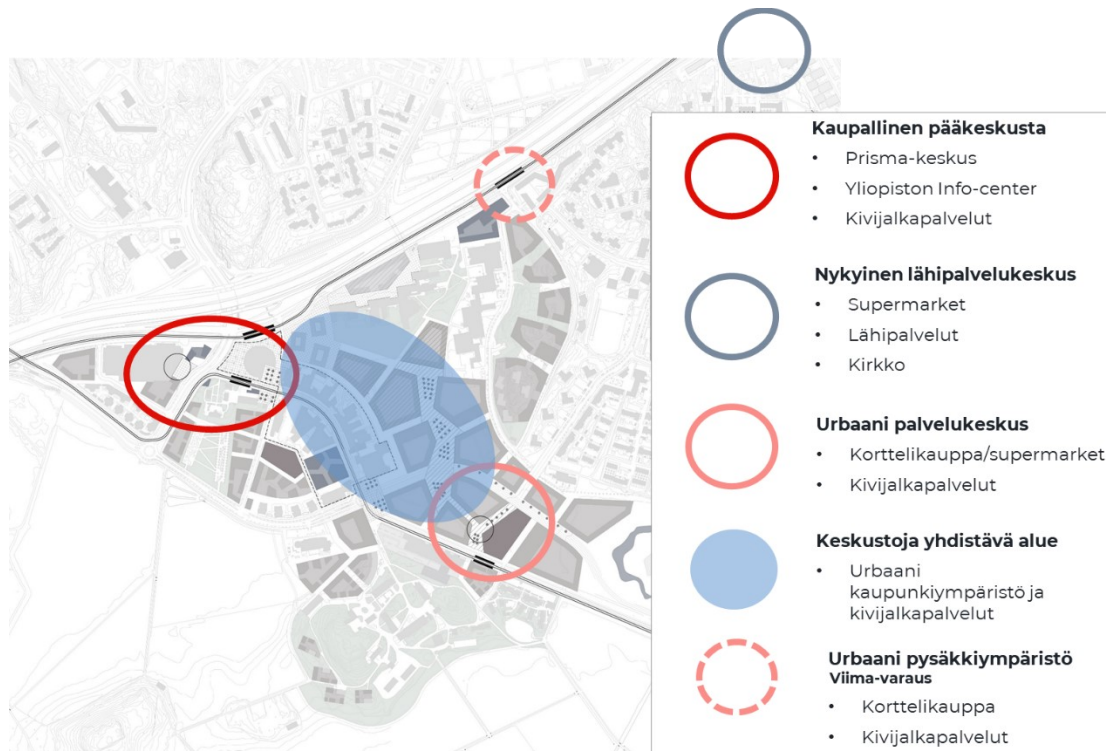 Kaupallinen pääkeskusta
• Prisma-keskus
• Yliopiston Info-center
• Kivijalkapalvelut
Nykyinen lähipalvelukeskus
• Supermarket
• Lähipalvelut
• Kirkko
Urbaani palvelukeskus
• Korttelikauppa/supermarket
• Kivijalkapalvelut
Keskustoja yhdistävä alue
• Urbaani
kaupunkiympäristö ja
kivijalkapalvelut
Urbaani pysäkkiympäristö
Viima-varaus
• Korttelikauppa
• Kivijalkapalvelut